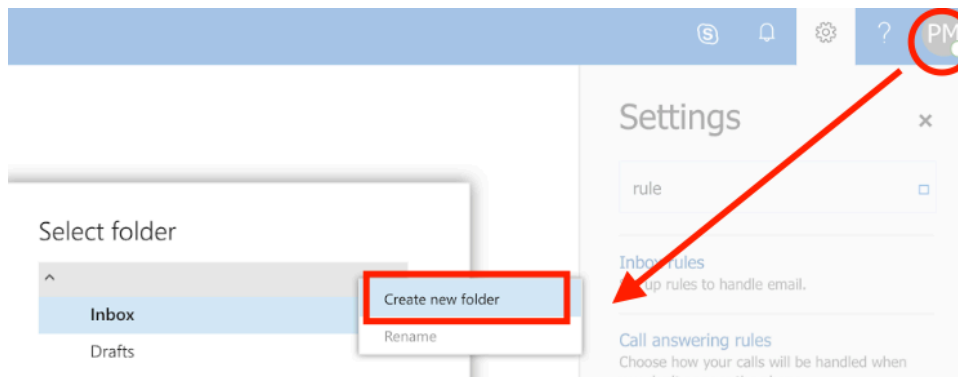 PM
Settings
rule
Select folder
Inbox rules
up rules to handle email.
Create new folder
Inbox
Rename
Call answering rules
Drafts
Choose how your calls will be handled when